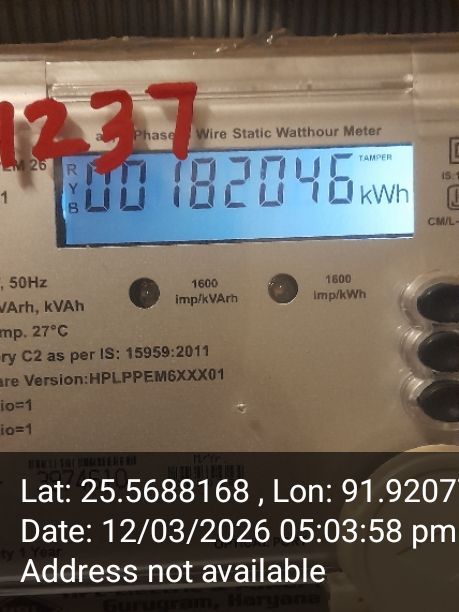 1237
Phase Wire Static Watthour Meter
26
R
Y
B
00182046 kWh
TAMPER
1
IS:1
CM/L-
, 50Hz
1600
imp/kVArh
1600
imp/kWh
VArh, kVAh
mp. 27°C
ry C2 as per IS: 15959:2011
are Version:HPLPPEM6XXX01
io=1
io=1
Lat: 25.5688168 , Lon: 91.9207
Date: 12/03/2026 05:03:58 pm
ty 1 Year
Address not available
Gurugram, Haryana